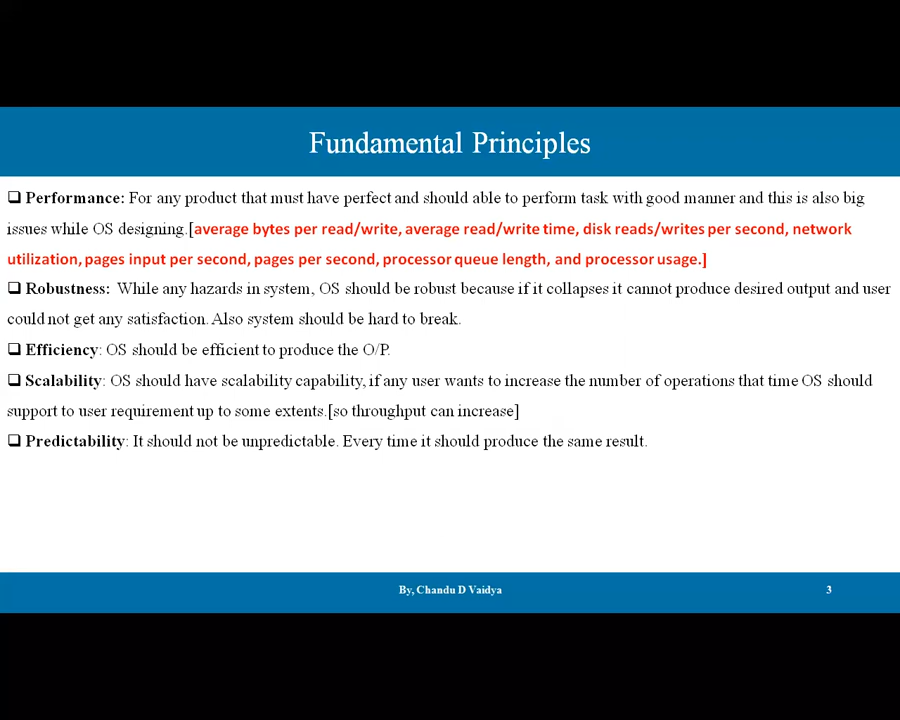 Fundamental Principles
❑ Performance: For any product that must have perfect and should able to perform task with good manner and this is also big
issues while OS designing.[average bytes per read/write, average read/write time, disk reads/writes per second, network
utilization, pages input per second, pages per second, processor queue length, and processor usage.]
❑ Robustness: While any hazards in system, OS should be robust because if it collapses it cannot produce desired output and user
could not get any satisfaction. Also system should be hard to break.
❑ Efficiency: OS should be efficient to produce the O/P.
❑ Scalability: OS should have scalability capability, if any user wants to increase the number of operations that time OS should
support to user requirement up to some extents.[so throughput can increase]
❑ Predictability: It should not be unpredictable. Every time it should produce the same result.
By, Chandu D Vaidya
3